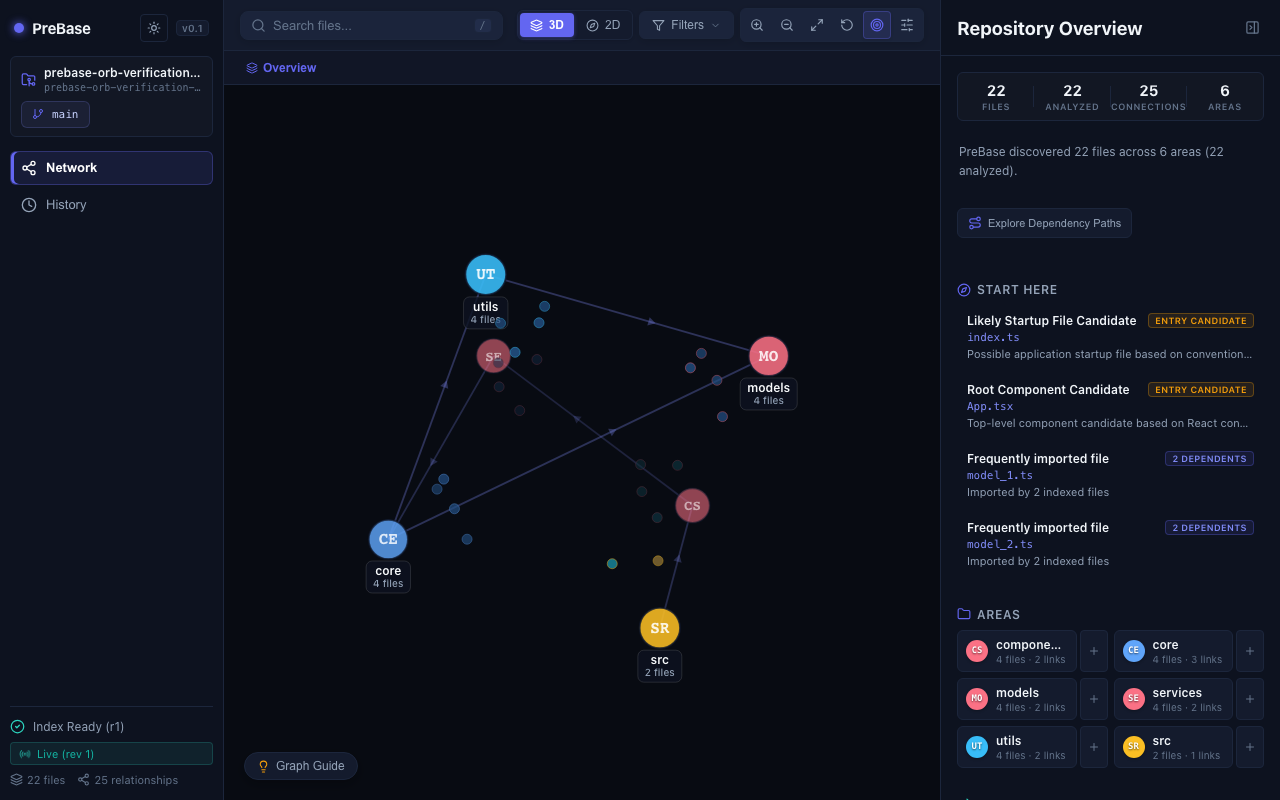 PreBase
v0.1
prebase-orb-verification...
prebase-orb-verification-…
main
Network
History
Index Ready (r1)
Live (rev 1)
22 files
25 relationships
Search files...
/
3D
2D
Filters
Overview
UT
utils
4 files
SE
MO
models
4 files
CE
core
4 files
CS
SR
src
2 files
Graph Guide
Repository Overview
22
FILES
22
ANALYZED
25
CONNECTIONS
6
AREAS
PreBase discovered 22 files across 6 areas (22
analyzed).
Explore Dependency Paths
START HERE
Likely Startup File Candidate
ENTRY CANDIDATE
index.ts
Possible application startup file based on convention...
Root Component Candidate
ENTRY CANDIDATE
App.tsx
Top-level component candidate based on React con...
Frequently imported file
2 DEPENDENTS
model_1.ts
Imported by 2 indexed files
Frequently imported file
2 DEPENDENTS
model_2.ts
Imported by 2 indexed files
AREAS
CS
compone...
4 files · 2 links
+
CE
core
4 files · 3 links
+
MO
models
4 files · 2 links
+
SE
services
4 files · 2 links
+
UT
utils
4 files · 2 links
+
SR
src
2 files · 1 links
+